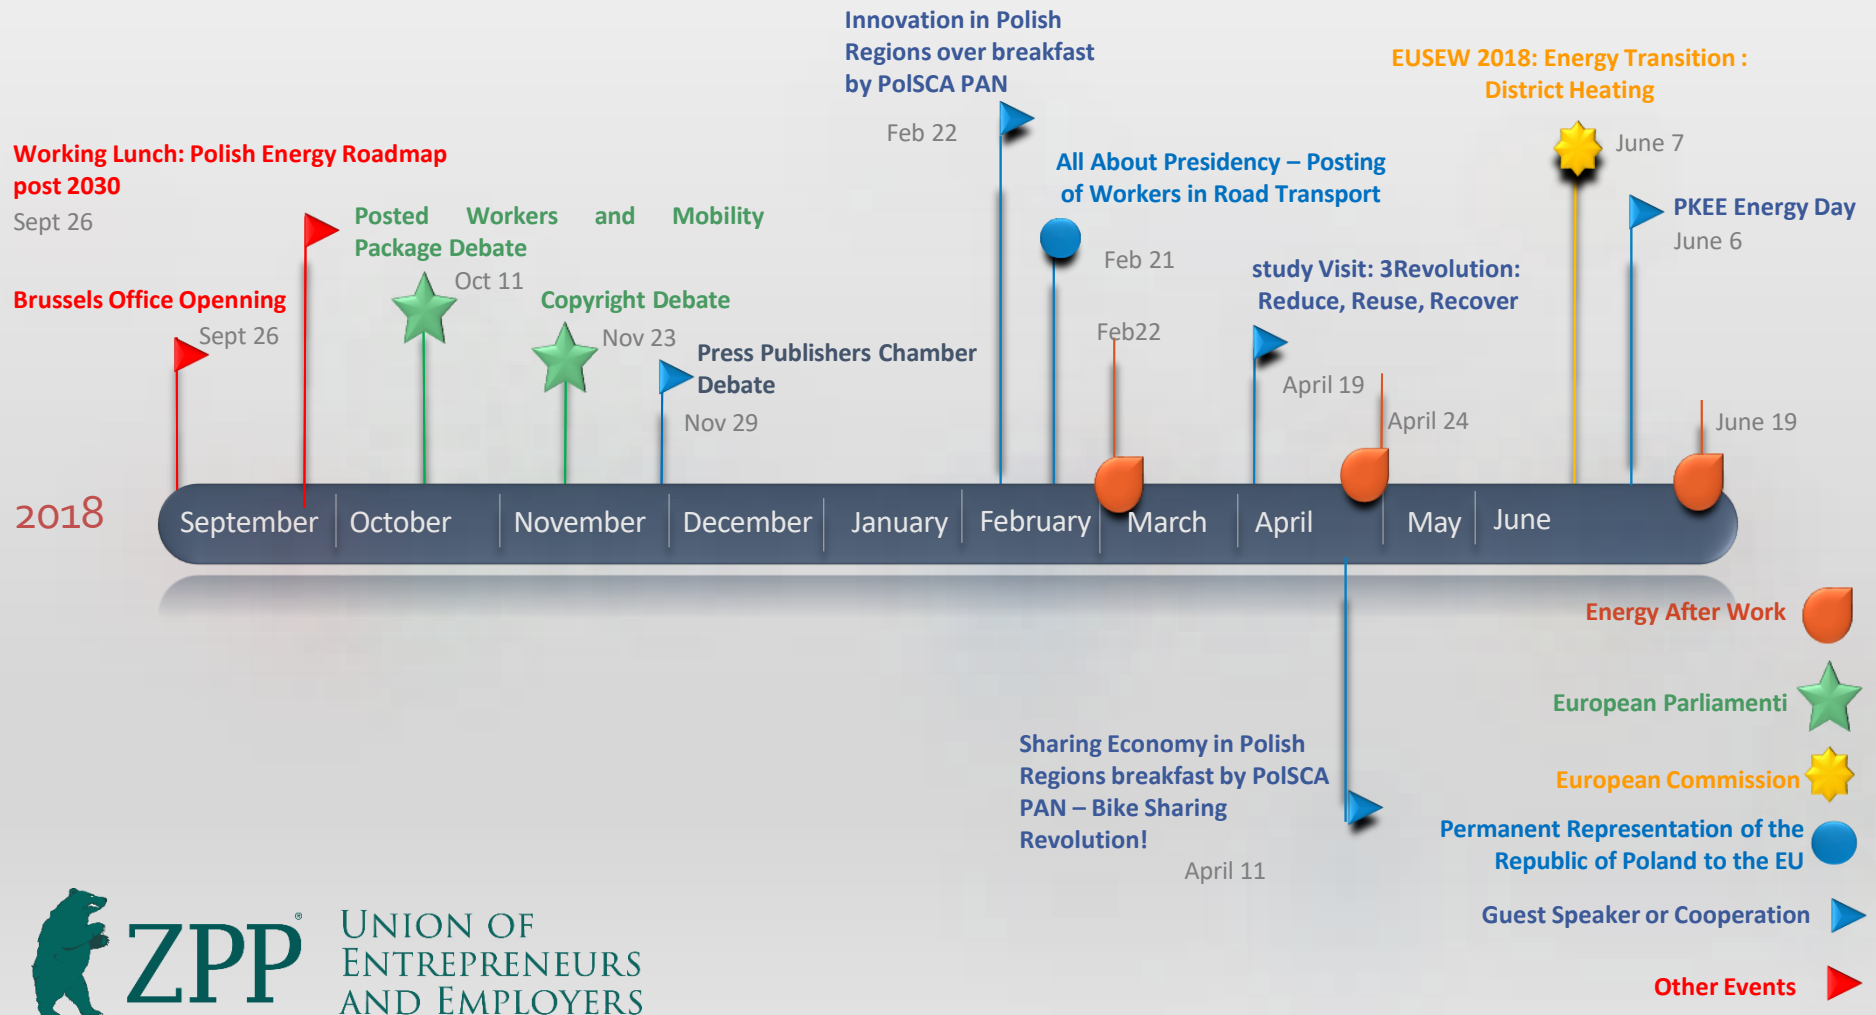 Innovation in Polish
Regions over breakfast
by PolSCA PAN
Feb 22
EUSEW 2018: Energy Transition :
District Heating
June 7
Working Lunch: Polish Energy Roadmap
post 2030
Sept 26
All About Presidency – Posting
of Workers in Road Transport
Feb 21
Posted Workers and Mobility
Package Debate
Oct 11
PKEE Energy Day
June 6
Brussels Office Openning
Sept 26
Copyright Debate
Nov 23
study Visit: 3Revolution:
Reduce, Reuse, Recover
April 19
Press Publishers Chamber
Debate
Nov 29
Feb22
April 24
June 19
2018
September October November December January February March April May June
Energy After Work
European Parliamenti
European Commission
Permanent Representation of the
Republic of Poland to the EU
Guest Speaker or Cooperation
Other Events
Sharing Economy in Polish
Regions breakfast by PolSCA
PAN – Bike Sharing
Revolution!
April 11
ZPP®
UNION OF
ENTREPRENEURS
AND EMPLOYERS